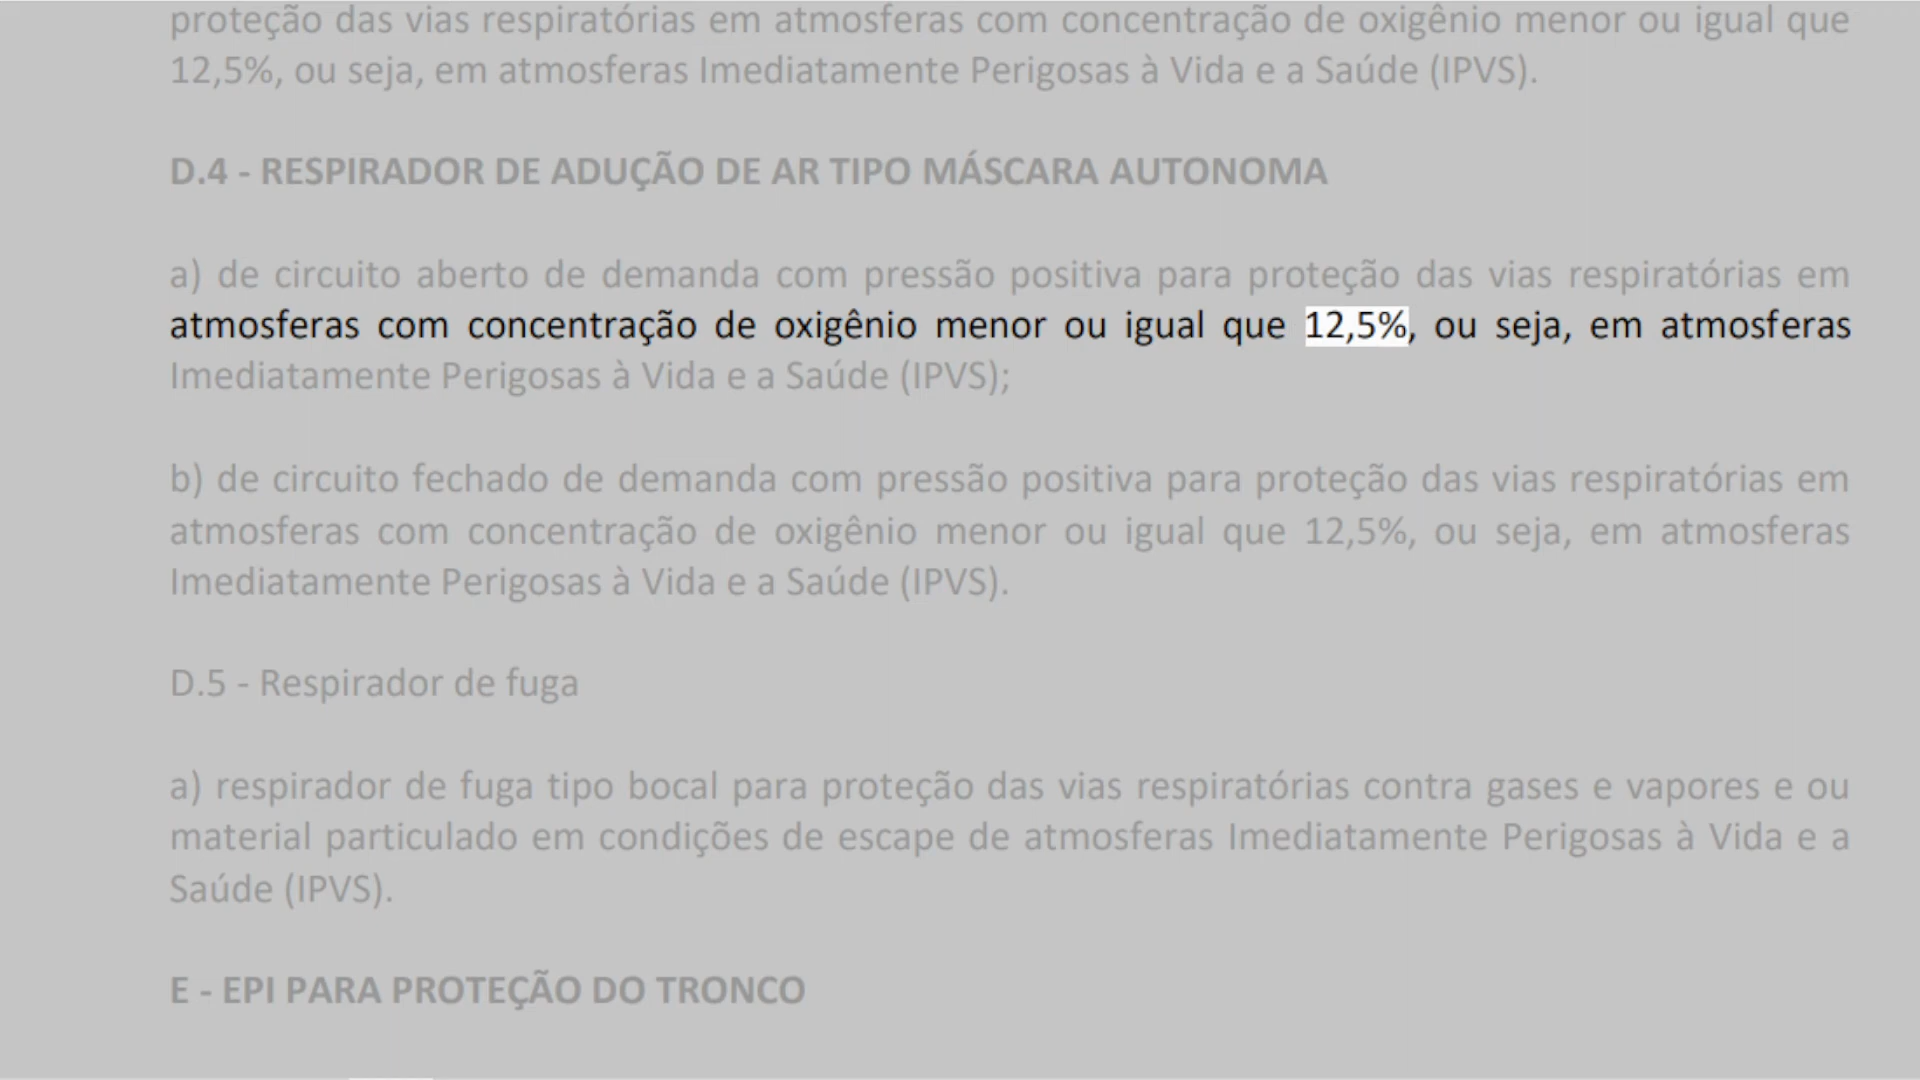 proteção das vias respiratórias em atmosferas com concentração de oxigênio menor ou igual que
12,5%, ou seja, em atmosferas Imediatamente Perigosas à Vida e a Saúde (IPVS).
D.4 - RESPIRADOR DE ADUÇÃO DE AR TIPO MÁSCARA AUTONOMA
a) de circuito aberto de demanda com pressão positiva para proteção das vias respiratórias em
atmosferas com concentração de oxigênio menor ou igual que 12,5%, ou seja, em atmosferas
Imediatamente Perigosas à Vida e a Saúde (IPVS);
b) de circuito fechado de demanda com pressão positiva para proteção das vias respiratórias em
atmosferas com concentração de oxigênio menor ou igual que 12,5%, ou seja, em atmosferas
Imediatamente Perigosas à Vida e a Saúde (IPVS).
D.5 - Respirador de fuga
a) respirador de fuga tipo bocal para proteção das vias respiratórias contra gases e vapores e ou
material particulado em condições de escape de atmosferas Imediatamente Perigosas à Vida e a
Saúde (IPVS).
E - EPI PARA PROTEÇÃO DO TRONCO